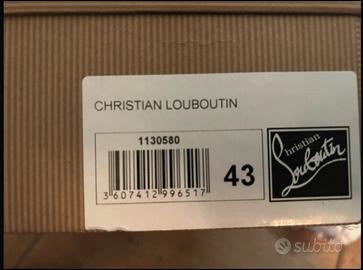 CHRISTIAN LOUBOUTIN
1130580
3 607412 996517
43
Christian
Louboutin
subito